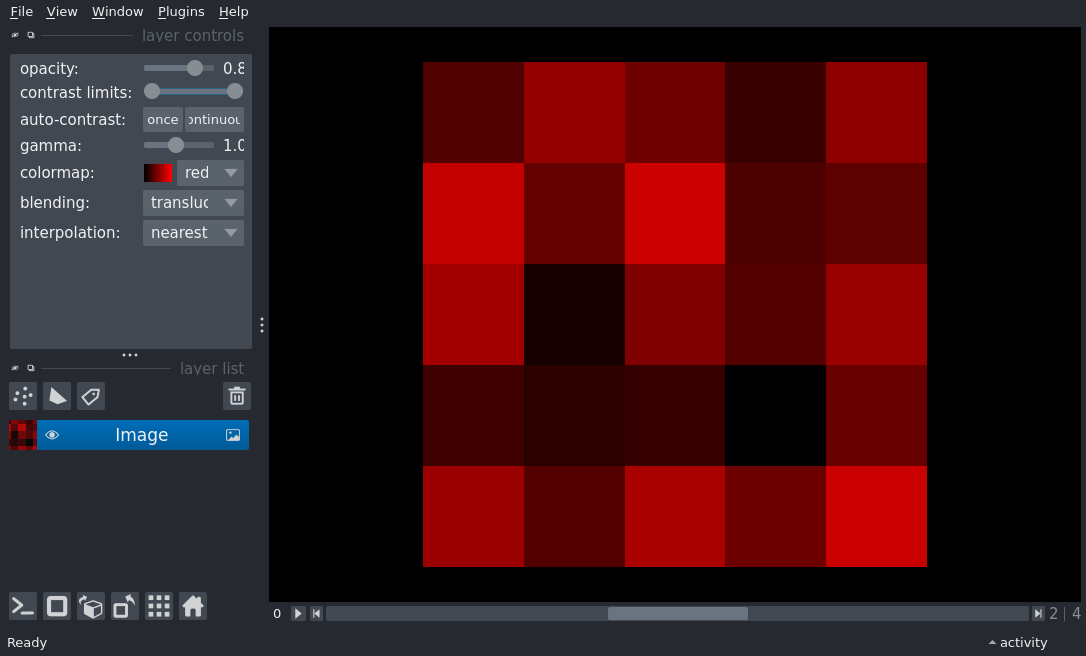 File View Window Plugins Help
layer controls
opacity: 0.8
contrast limits:
auto-contrast: once ontinuou
gamma: 1.0
colormap: red
blending: transluc
interpolation: nearest
layer list
Image
0 2 | 4
Ready activity